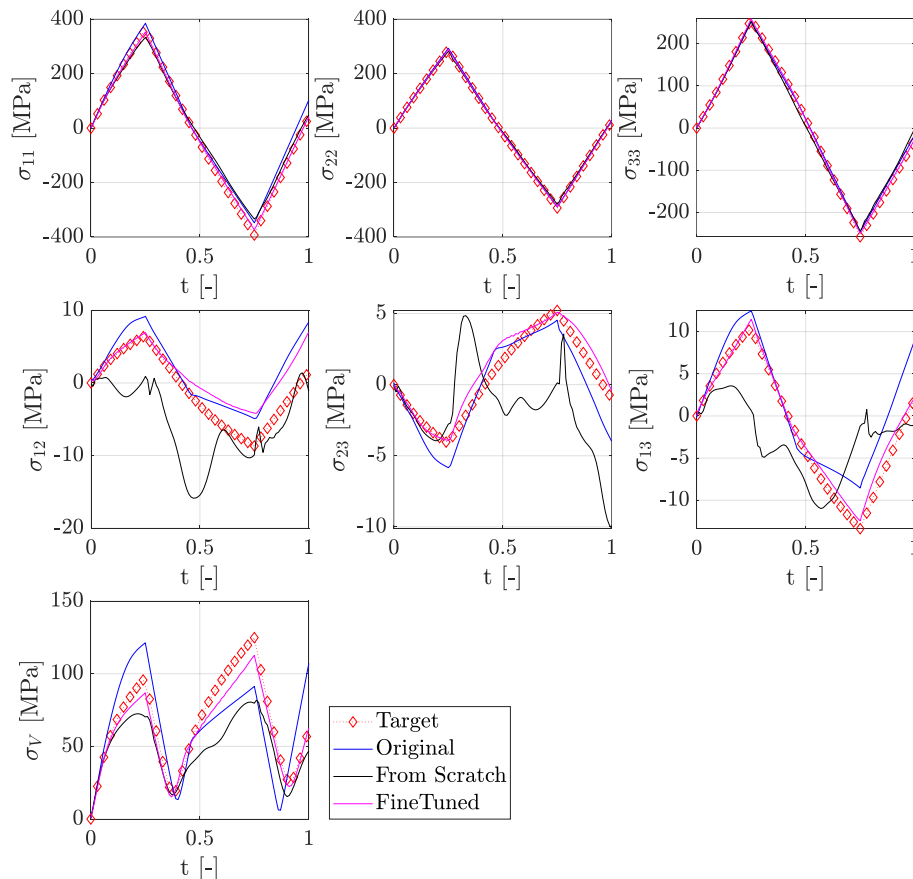 400
200
0
-200
-400
0
0.5
1
σ11 [MPa]
t [-]
400
200
0
-200
-400
0
0.5
1
σ22 [MPa]
t [-]
200
100
0
-100
-200
0
0.5
1
σ33 [MPa]
t [-]
10
0
-10
-20
0
0.5
1
σ12 [MPa]
t [-]
5
0
-5
-10
0
0.5
1
σ23 [MPa]
t [-]
10
5
0
-5
-10
0
0.5
1
σ13 [MPa]
t [-]
150
100
50
0
0
0.5
1
σV [MPa]
t [-]
Target
Original
From Scratch
FineTuned